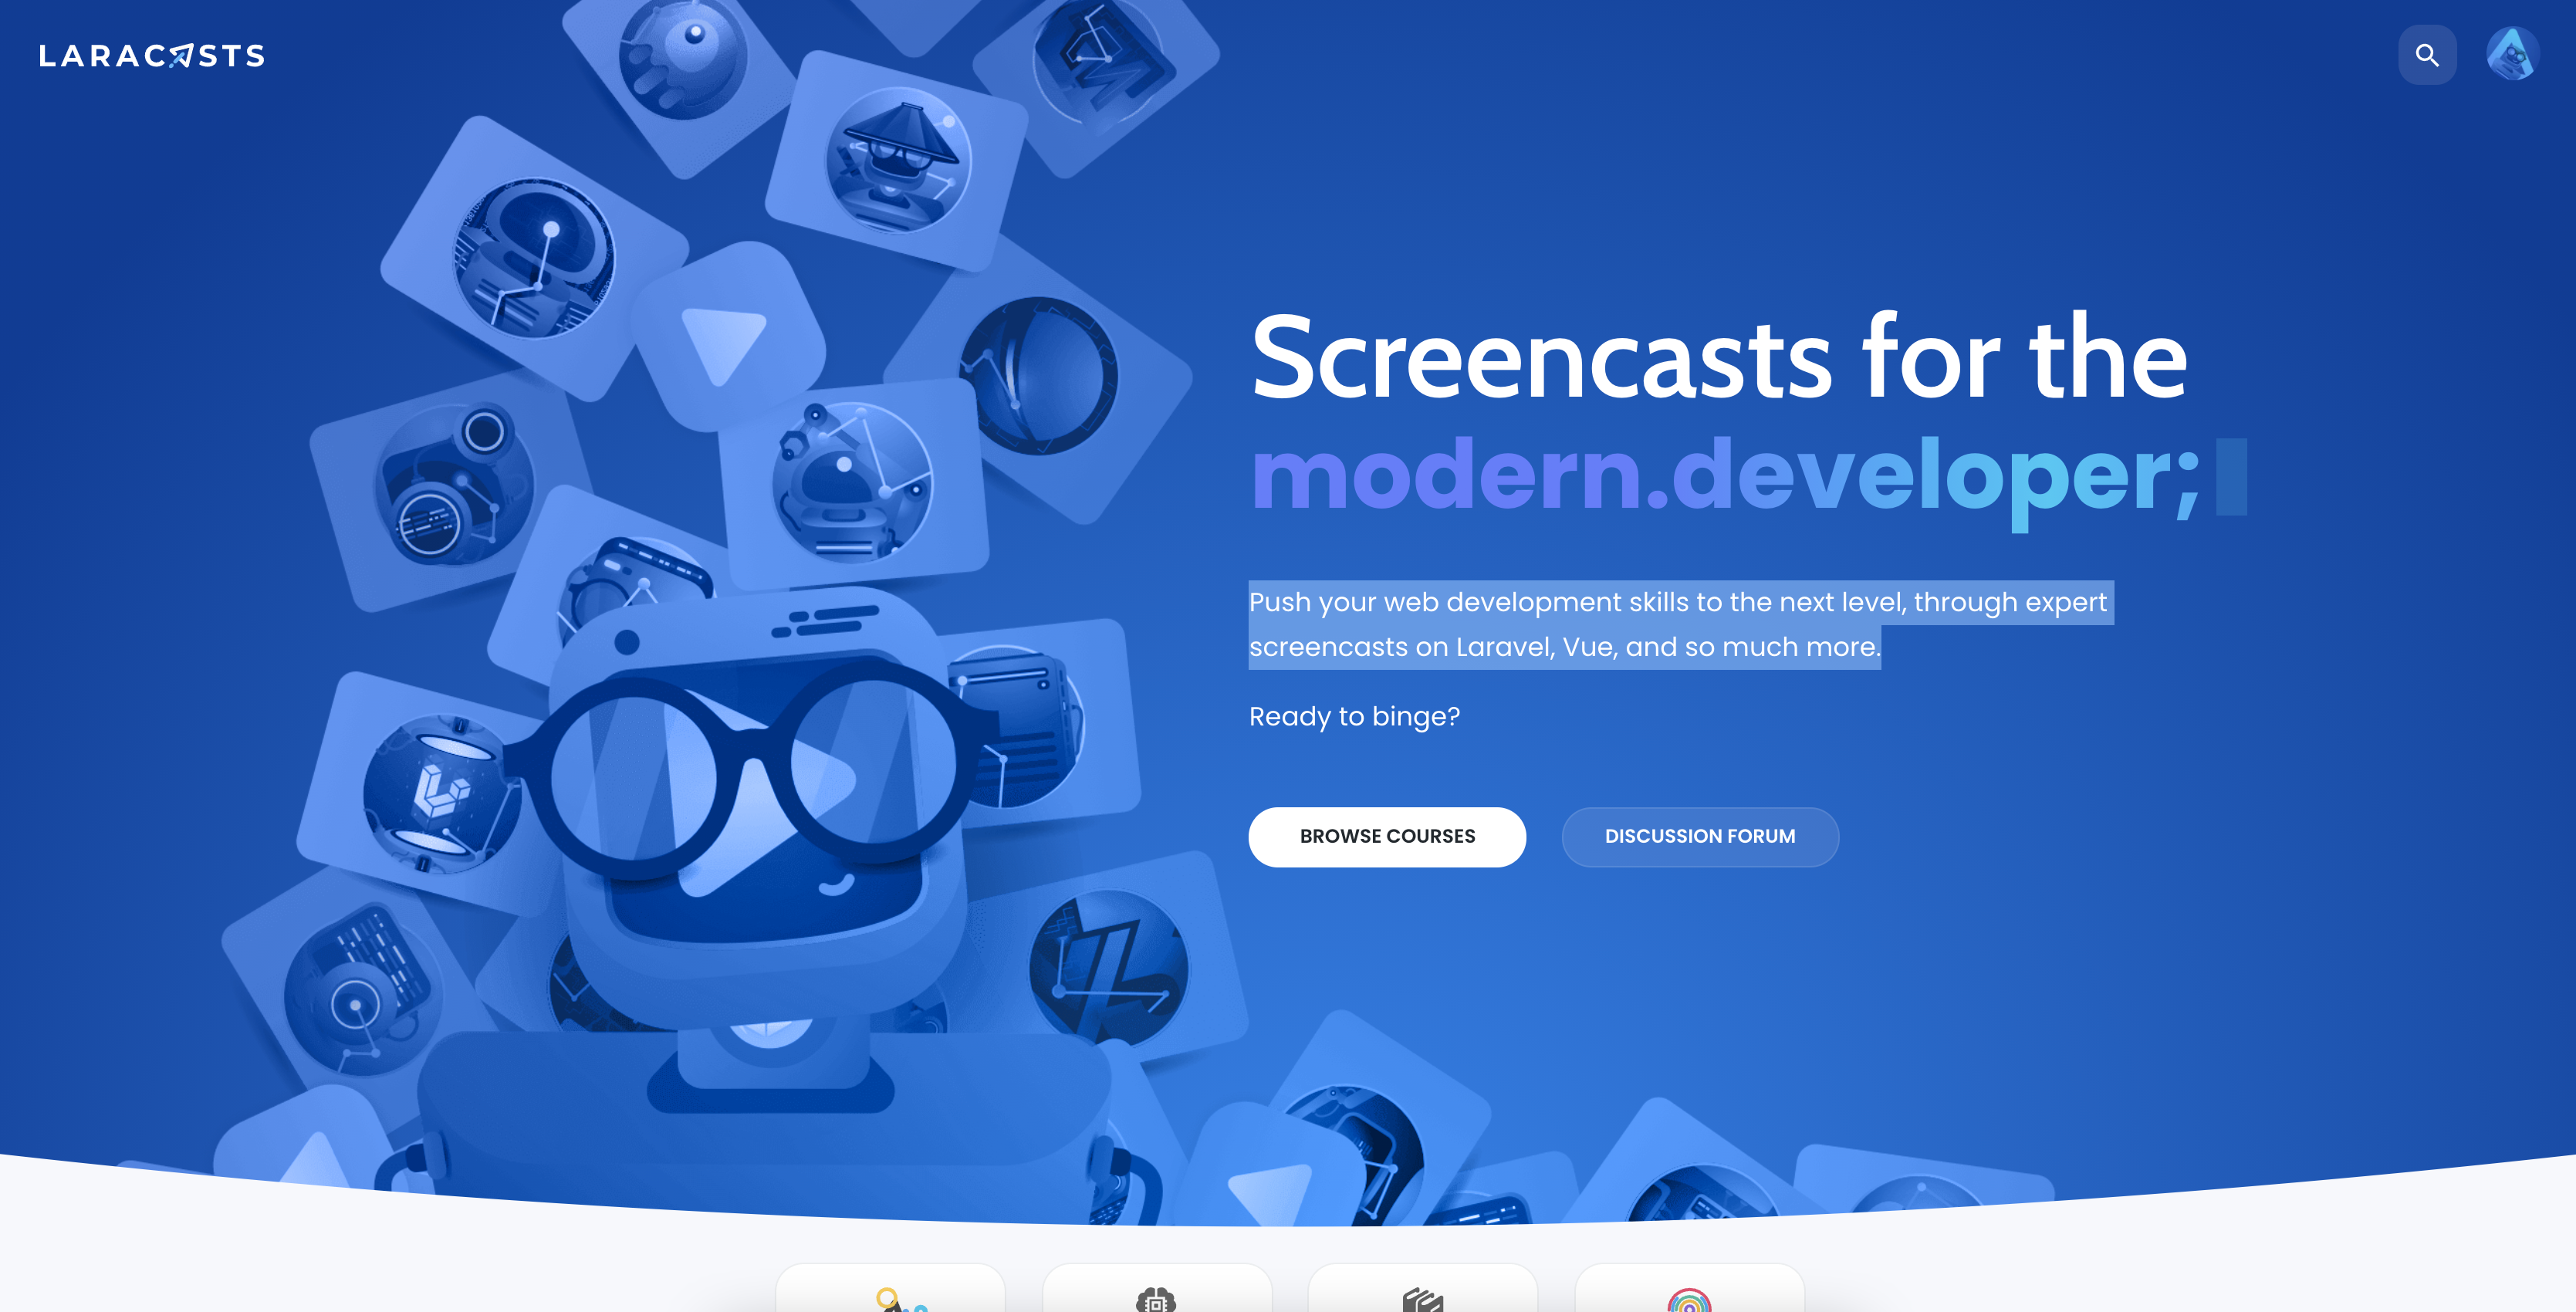 LARACASTS
Screencasts for the
modern.developer;
Push your web development skills to the next level, through expert
screencasts on Laravel, Vue, and so much more.
Ready to binge?
BROWSE COURSES
DISCUSSION FORUM